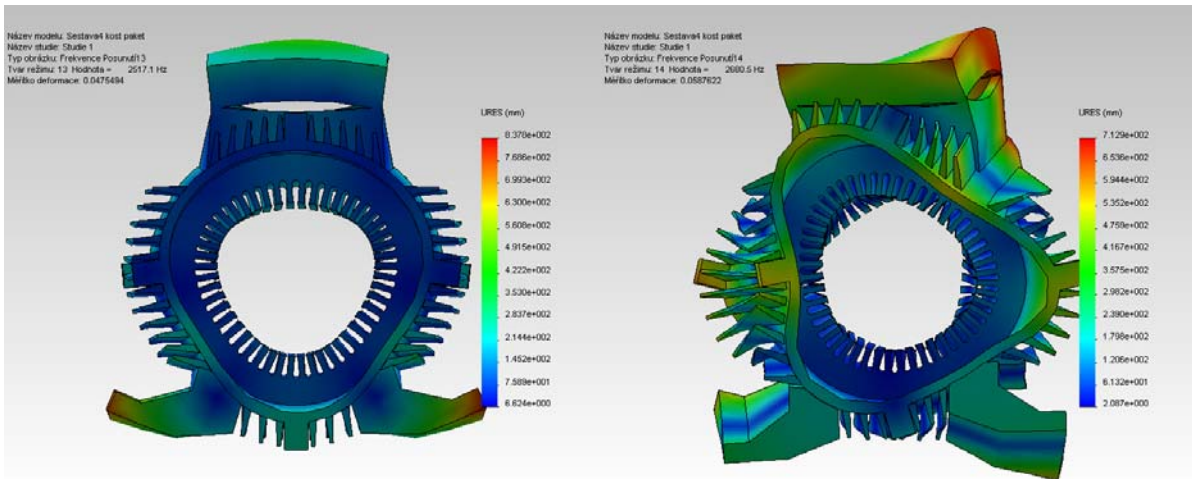 Název modelu: Sestava4 kost paket
Název studie: Studie 1
Typ obrázku: Frekvence Posunutí13
Tvar režimu: 13 Hodnota = 2517.1 Hz
Měřítko deformace: 0.0475494
URES (mm)
8.378e+002
7.686e+002
6.993e+002
6.300e+002
5.608e+002
4.915e+002
4.222e+002
3.530e+002
2.837e+002
2.144e+002
1.452e+002
7.589e+001
6.624e+000
Název modelu: Sestava4 kost paket
Název studie: Studie 1
Typ obrázku: Frekvence Posunutí14
Tvar režimu: 14 Hodnota = 2680.5 Hz
Měřítko deformace: 0.0587622
URES (mm)
7.129e+002
6.536e+002
5.944e+002
5.352e+002
4.759e+002
4.167e+002
3.575e+002
2.982e+002
2.390e+002
1.798e+002
1.205e+002
6.132e+001
2.087e+000